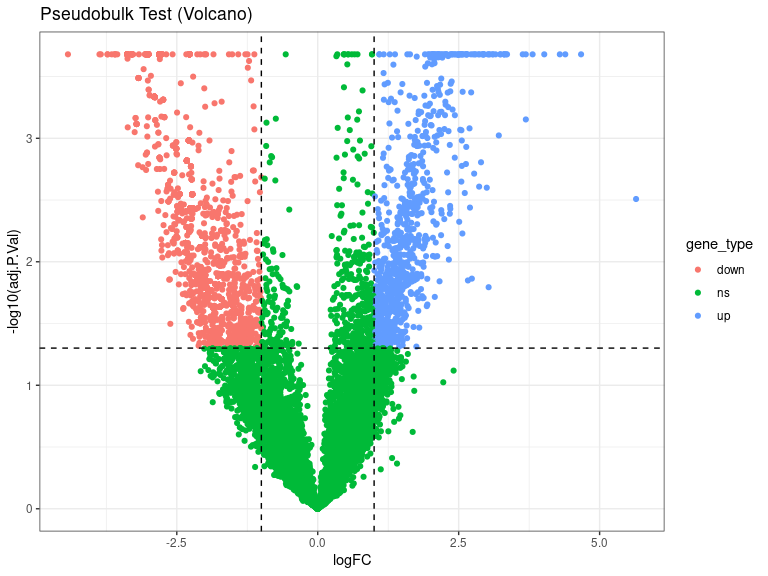 Pseudobulk Test (Volcano)
-log10(adj.P.Val)
3
2
1
0
-2.5
0.0
2.5
5.0
logFC
gene_type
down
ns
up